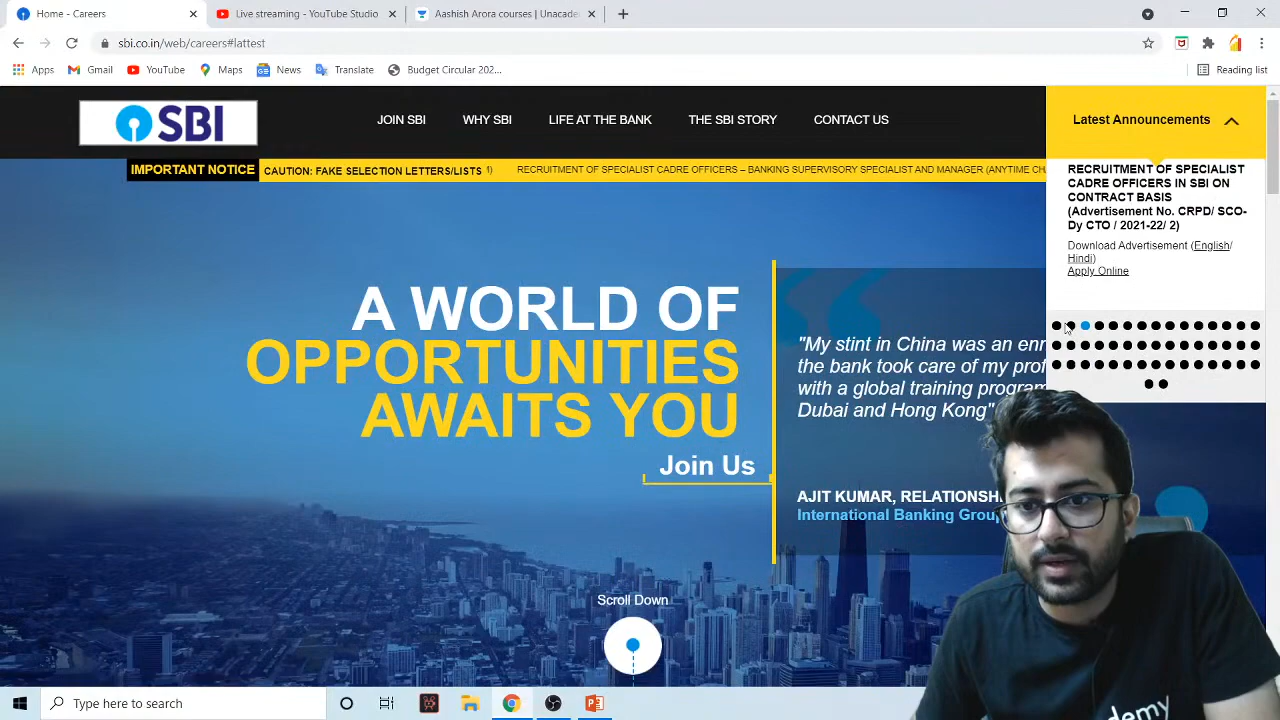 Home - Careers
Live streaming - YouTube Studio
Aashish Arora courses | Unacade
sbi.co.in/web/careers#lattest
Apps
Gmail
YouTube
Maps
News
Translate
Budget Circular 202...
Reading list
SBI
JOIN SBI
WHY SBI
LIFE AT THE BANK
THE SBI STORY
CONTACT US
Latest Announcements
IMPORTANT NOTICE
CAUTION: FAKE SELECTION LETTERS/LISTS
RECRUITMENT OF SPECIALIST CADRE OFFICERS – BANKING SUPERVISORY SPECIALIST AND MANAGER (ANYTIME CH
RECRUITMENT OF SPECIALIST
CADRE OFFICERS IN SBI ON
CONTRACT BASIS
(Advertisement No. CRPD/ SCO-
Dy CTO / 2021-22/ 2)
Download Advertisement (English/
Hindi)
Apply Online
A WORLD OF
OPPORTUNITIES
AWAITS YOU
Join Us
"My stint in China was an enr
the bank took care of my prof
with a global training program
Dubai and Hong Kong"
AJIT KUMAR, RELATIONSH
International Banking Grou
Scroll Down
Type here to search
demy